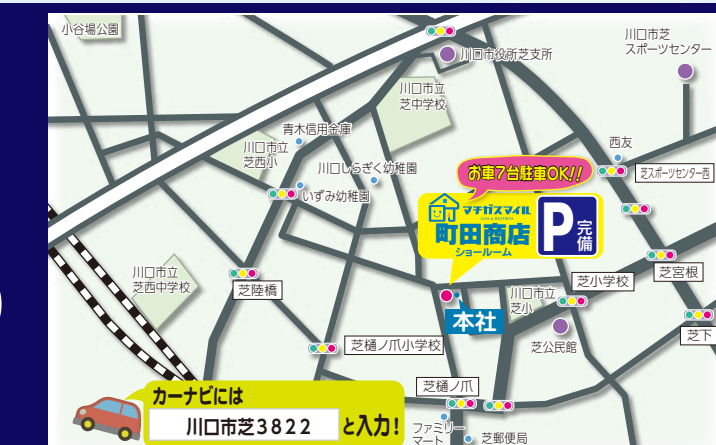 小谷場公園
川口市役所芝支所
川口市芝
スポーツセンター
川口市立
芝中学校
青木信用金庫
川口市立
芝西小
川口しらぎく幼稚園
いずみ幼稚園
西友
芝スポーツセンター西
お車7台駐車OK!!
マチガスマイル
町田商店
ショールーム
P
完備
川口市立
芝西中学校
芝陸橋
芝宮根
芝小学校
川口市立
芝小
本社
芝下
芝樋ノ爪小学校
芝公民館
芝樋ノ爪
カーナビには
川口市芝3822
と入力!
ファミリー
マート
芝郵便局